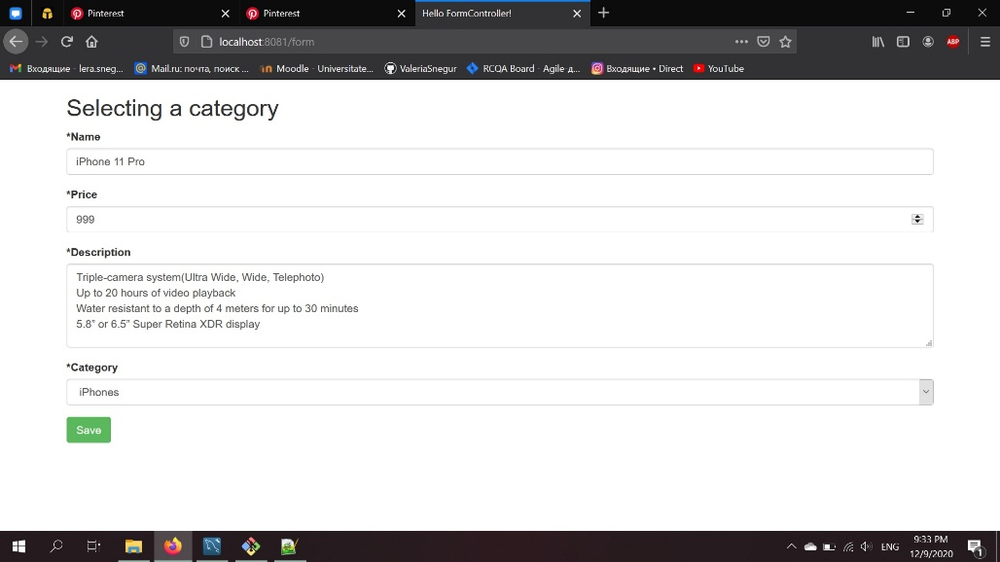 Pinterest
Pinterest
Hello FormController!
localhost:8081/form
ABP
Входящие - lera.sneg...
Mail.ru: почта, поиск ...
Moodle - Universitate...
ValeriaSnegur
RCQA Board - Agile-д...
Входящие • Direct
YouTube
Selecting a category
*Name
iPhone 11 Pro
*Price
999
*Description
Triple-camera system(Ultra Wide, Wide, Telephoto)
Up to 20 hours of video playback
Water resistant to a depth of 4 meters for up to 30 minutes
5.8” or 6.5” Super Retina XDR display
*Category
iPhones
Save
ENG
9:33 PM
12/9/2020
1